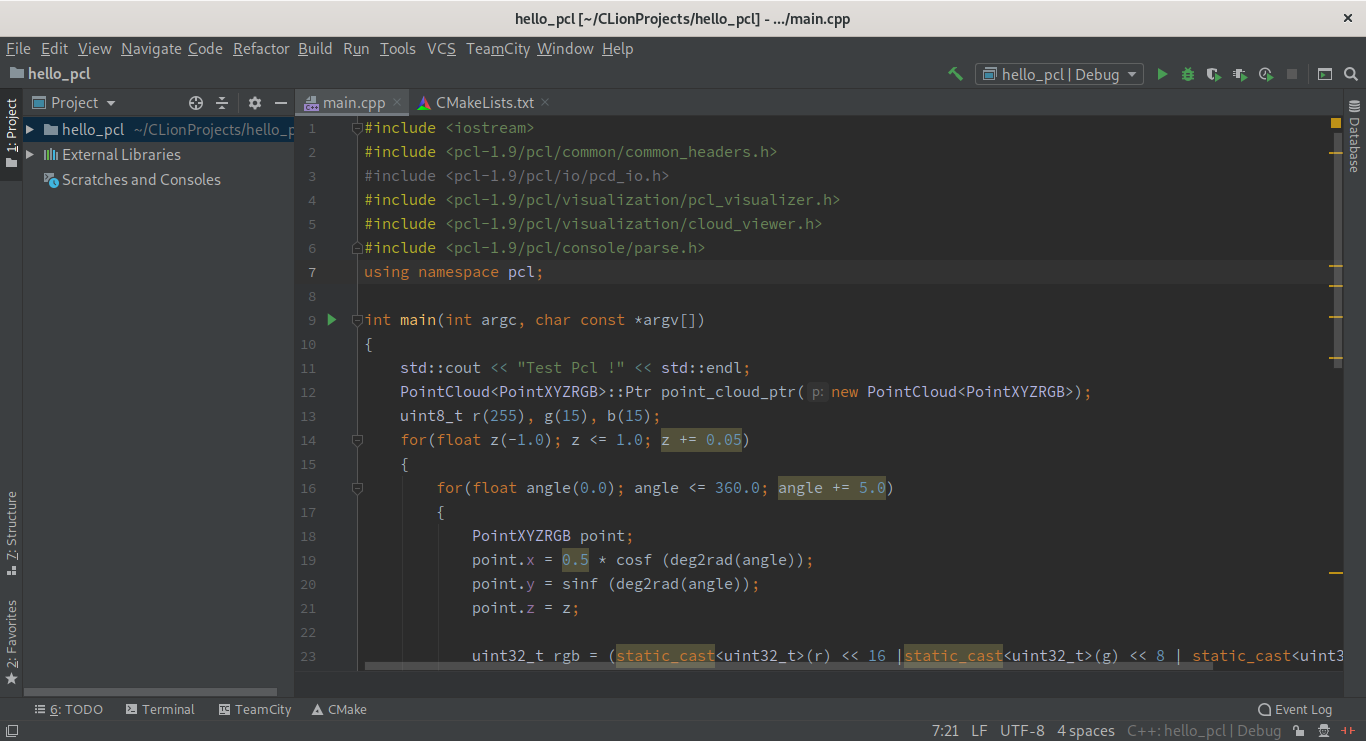 hello_pcl [~/CLionProjects/hello_pcl] - .../main.cpp
File Edit View Navigate Code Refactor Build Run Tools VCS TeamCity Window Help
hello_pcl
hello_pcl | Debug
Project
main.cpp
CMakeLists.txt
1: Project
hello_pcl ~/CLionProjects/hello_p
External Libraries
Scratches and Consoles
7: Structure
2: Favorites
Database
1 #include <iostream>
2 #include <pcl-1.9/pcl/common/common_headers.h>
3 #include <pcl-1.9/pcl/io/pcd_io.h>
4 #include <pcl-1.9/pcl/visualization/pcl_visualizer.h>
5 #include <pcl-1.9/pcl/visualization/cloud_viewer.h>
6 #include <pcl-1.9/pcl/console/parse.h>
7 using namespace pcl;
8
9 int main(int argc, char const *argv[])
10 {
11 std::cout << "Test Pcl !" << std::endl;
12 PointCloud<PointXYZRGB>::Ptr point_cloud_ptr( p: new PointCloud<PointXYZRGB>);
13 uint8_t r(255), g(15), b(15);
14 for(float z(-1.0); z <= 1.0; z += 0.05)
15 {
16 for(float angle(0.0); angle <= 360.0; angle += 5.0)
17 {
18 PointXYZRGB point;
19 point.x = 0.5 * cosf (deg2rad(angle));
20 point.y = sinf (deg2rad(angle));
21 point.z = z;
22
23 uint32_t rgb = (static_cast<uint32_t>(r) << 16 |static_cast<uint32_t>(g) << 8 | static_cast<uint3
6: TODO
Terminal
TeamCity
CMake
Event Log
7:21 LF UTF-8 4 spaces C++: hello_pcl | Debug